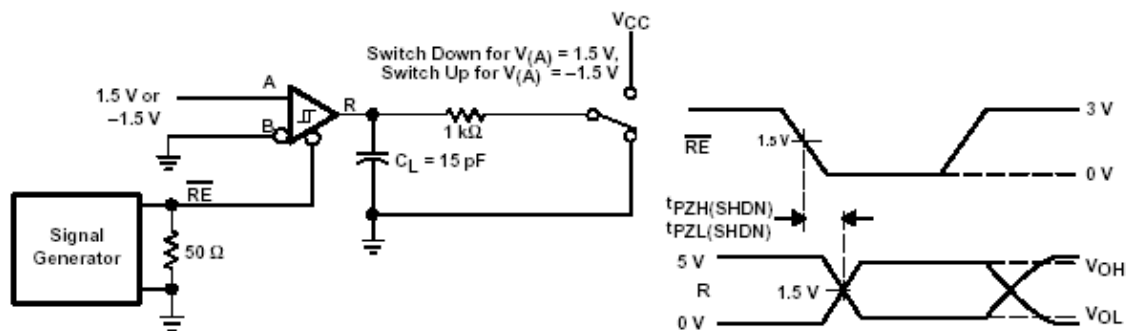 VCC
Switch Down for V(A) = 1.5 V,
Switch Up for V(A) = –1.5 V
A
1.5 V or
–1.5 V
B
R
1 kΩ
CL = 15 pF
RE
Signal
Generator
50 Ω
RE
1.5 V
3 V
0 V
tPZH(SHDN)
tPZL(SHDN)
5 V
R
1.5 V
0 V
VOH
VOL